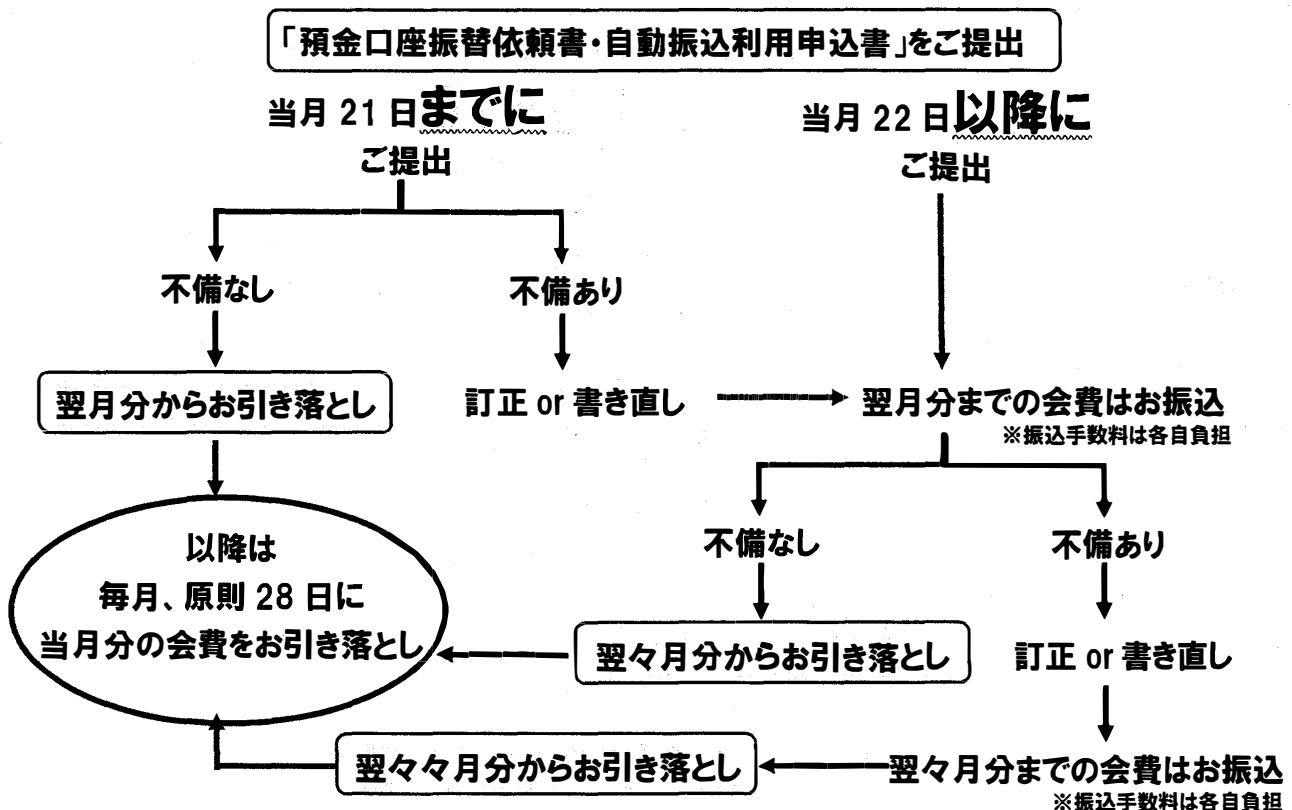 「預金口座振替依頼書・自動振込利用申込書」をご提出
当月 21 日までに
ご提出
当月 22 日以降に
ご提出
不備なし
不備あり
翌月分からお引き落とし
訂正 or 書き直し
翌月分までの会費はお振込
※振込手数料は各自負担
不備なし
不備あり
以降は
毎月、原則 28 日に
当月分の会費をお引き落とし
翌々月分からお引き落とし
訂正 or 書き直し
翌々々月分からお引き落とし
翌々月分までの会費はお振込
※振込手数料は各自負担